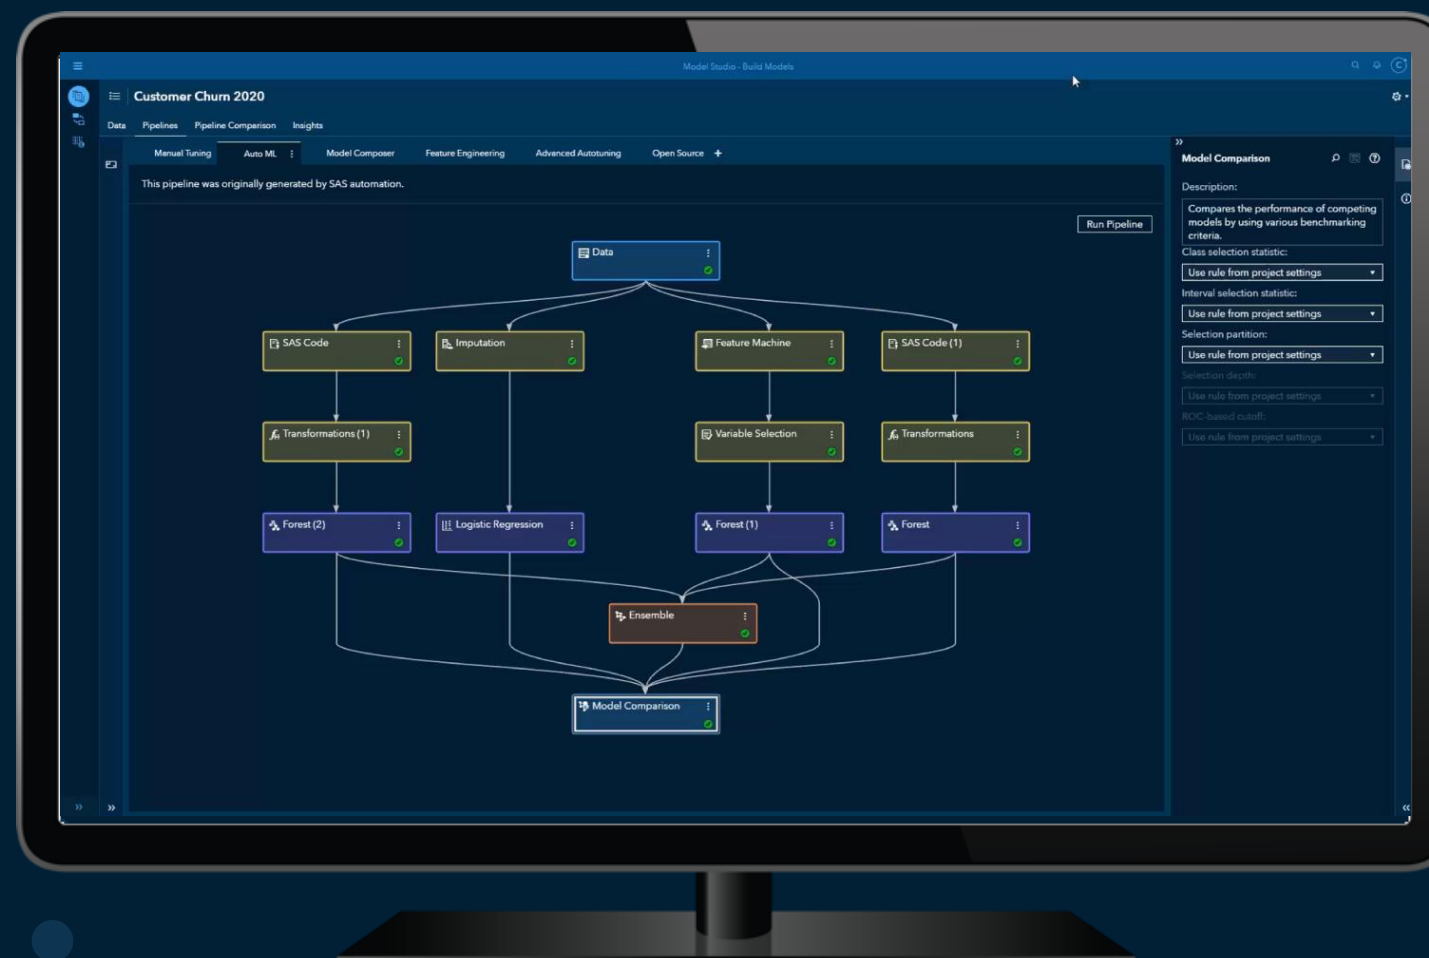 Model Studio - Build Models
C
Customer Churn 2020
Data Pipelines Pipeline Comparison Insights
Manual Tuning Auto ML Model Composer Feature Engineering Advanced Autotuning Open Source +
This pipeline was originally generated by SAS automation.
Run Pipeline
Data
SAS Code Imputation Feature Machine SAS Code (1)
Transformations (1) Variable Selection Transformations
Forest (2) Logistic Regression Forest (1) Forest
Ensemble
Model Comparison
Model Comparison
Description:
Compares the performance of competing
models by using various benchmarking
criteria.
Class selection statistic:
Use rule from project settings
Interval selection statistic:
Use rule from project settings
Selection partition:
Use rule from project settings
Selection depth:
Use rule from project settings
ROC-based cutoff:
Use rule from project settings